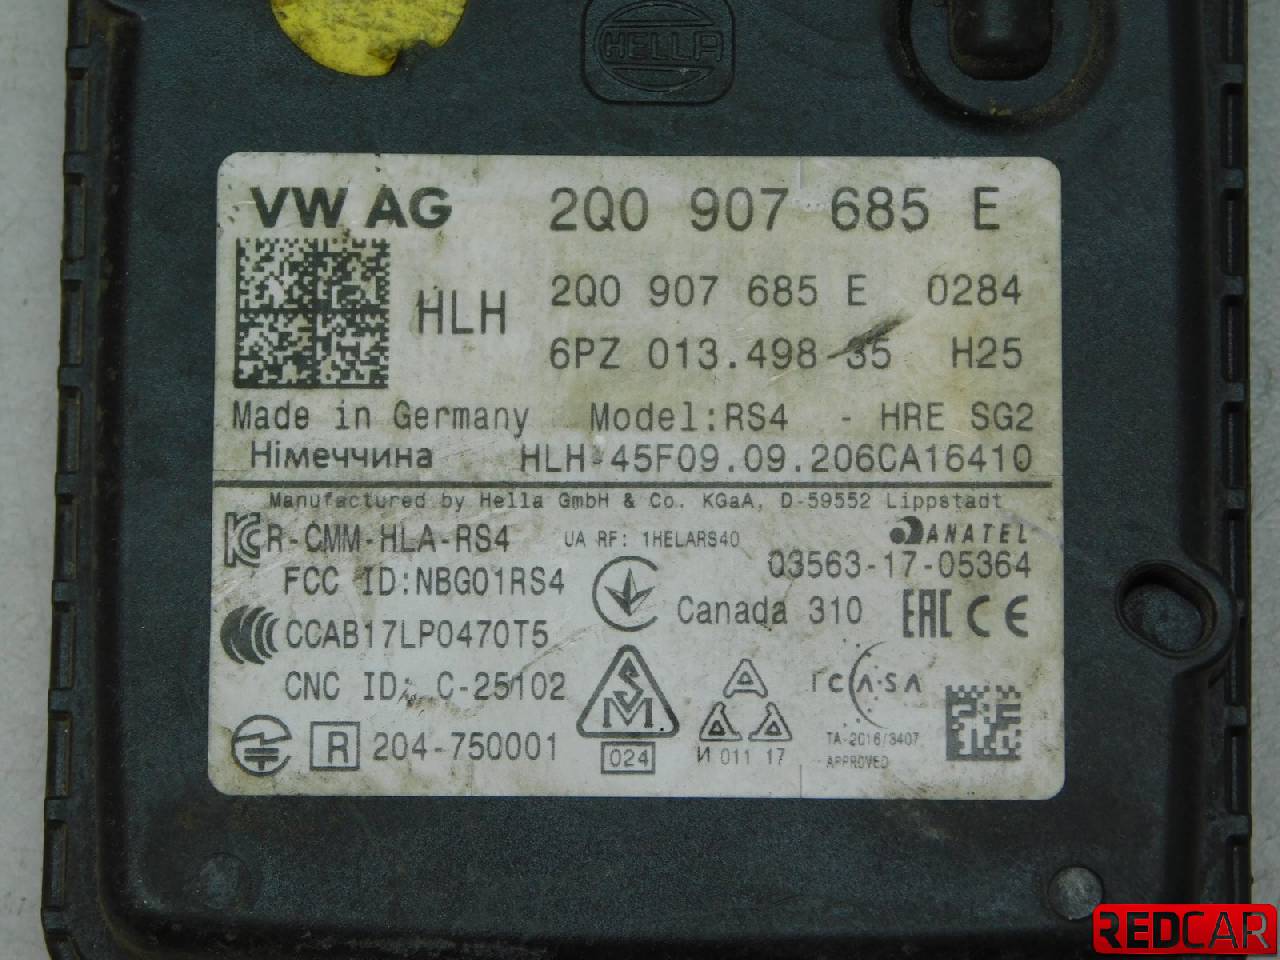 HELLA
VW AG 2Q0 907 685 E
HLH 2Q0 907 685 E 0284
6PZ 013.498-35 H25
Made in Germany Model:RS4 - HRE SG2
Німеччина HLH-45F09.09.206CA16410
Manufactured by Hella GmbH & Co. KGaA, D-59552 Lippstadt
R-CMM-HLA-RS4 UA RF: 1HELARS40 ANATEL
FCC ID:NBG01RS4 03563-17-05364
CCAB17LP0470T5 Canada 310 EAC CE
CNC ID: C-25102 SM ICASA
R 204-750001 024 И 011 17 TA-2016/3407
APPROVED
REDCAR